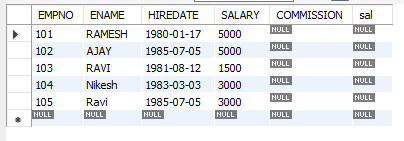 EMPNO ENAME HIREDATE SALARY COMMISSION sal
101 RAMESH 1980-01-17 5000 NULL NULL
102 AJAY 1985-07-05 5000 NULL NULL
103 RAVI 1981-08-12 1500 NULL NULL
104 Nikesh 1983-03-03 3000 NULL NULL
105 Ravi 1985-07-05 3000 NULL NULL
NULL NULL NULL NULL NULL NULL